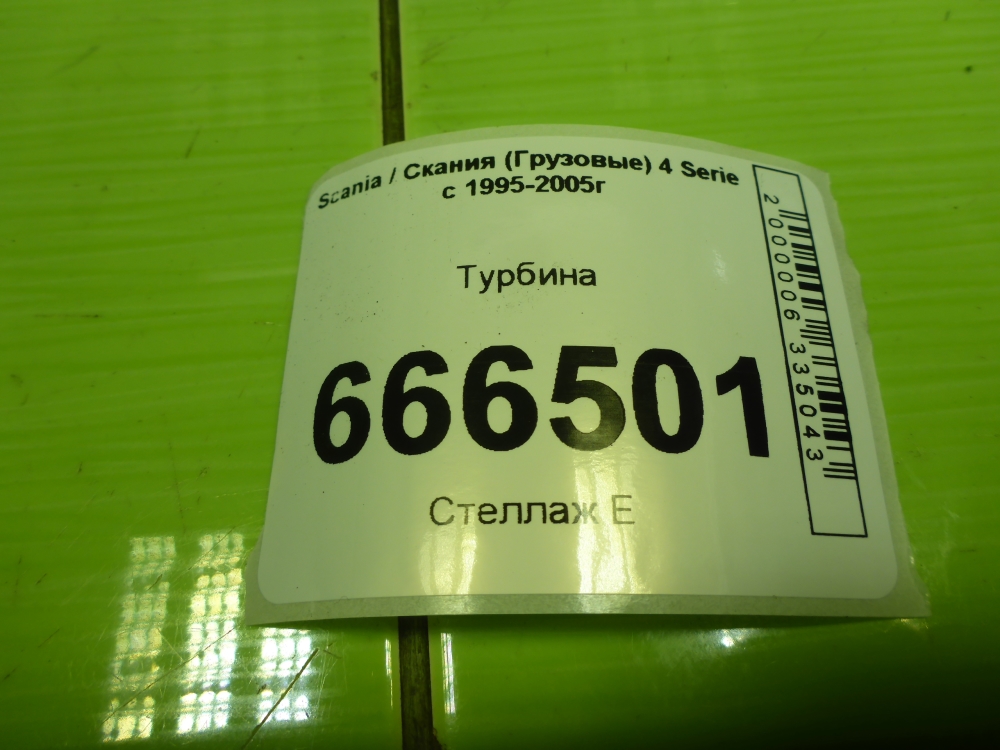 Scania / Скания (Грузовые) 4 Serie
с 1995-2005г
Турбина
666501
Стеллаж Е
2000006335043